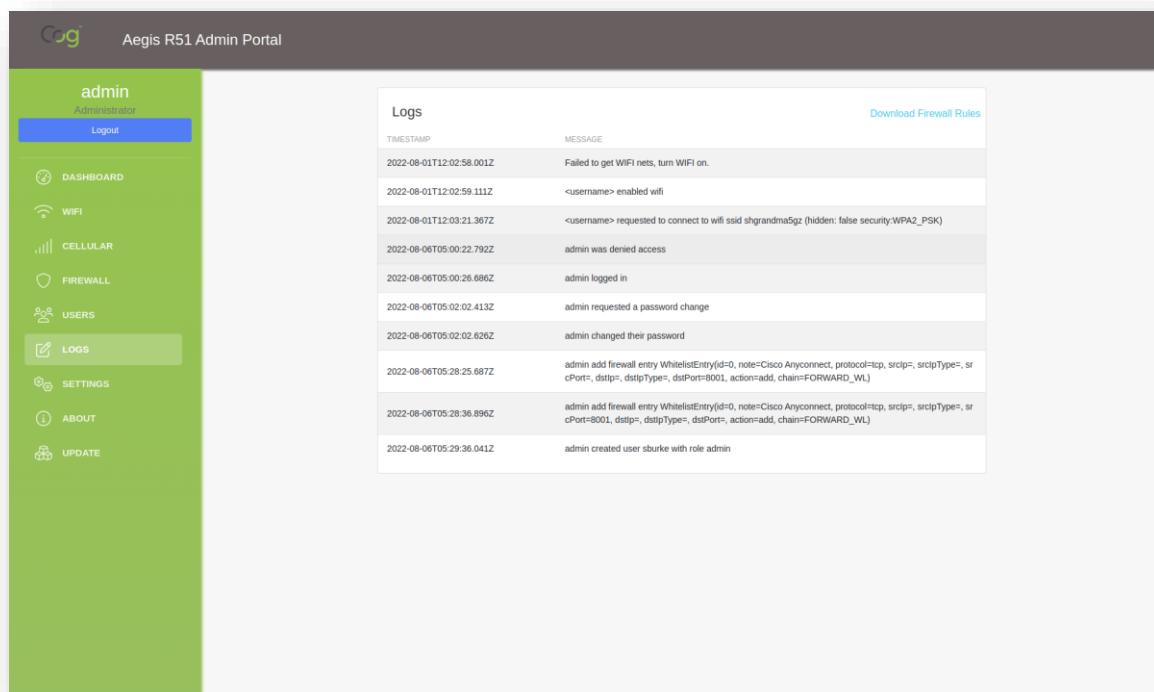 Cog
Aegis R51 Admin Portal
admin
Administrator
Logout
DASHBOARD
WIFI
CELLULAR
FIREWALL
USERS
LOGS
SETTINGS
ABOUT
UPDATE
Logs
Download Firewall Rules
TIMESTAMP MESSAGE
2022-08-01T12:02:58.001Z Failed to get WIFI nets, turn WIFI on.
2022-08-01T12:02:59.111Z <username> enabled wifi
2022-08-01T12:03:21.367Z <username> requested to connect to wifi ssid shgrandma5gz (hidden: false security:WPA2_PSK)
2022-08-06T05:00:22.792Z admin was denied access
2022-08-06T05:00:26.686Z admin logged in
2022-08-06T05:02:02.413Z admin requested a password change
2022-08-06T05:02:02.626Z admin changed their password
2022-08-06T05:28:25.687Z admin add firewall entry WhitelistEntry(id=0, note=Cisco Anyconnect, protocol=tcp, srcIp=, srcIpType=, sr
cPort=, dstIp=, dstIpType=, dstPort=8001, action=add, chain=FORWARD_WL)
2022-08-06T05:28:36.896Z admin add firewall entry WhitelistEntry(id=0, note=Cisco Anyconnect, protocol=tcp, srcIp=, srcIpType=, sr
cPort=8001, dstIp=, dstIpType=, dstPort=, action=add, chain=FORWARD_WL)
2022-08-06T05:29:36.041Z admin created user sburke with role admin